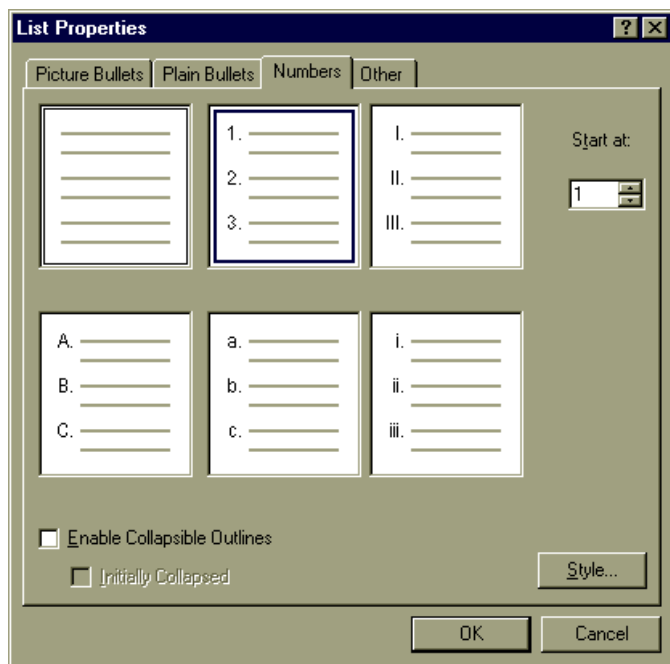 List Properties
Picture Bullets Plain Bullets Numbers Other
1.
2.
3.
I.
II.
III.
Start at:
1
A.
B.
C.
a.
b.
c.
i.
ii.
iii.
Enable Collapsible Outlines
Initially Collapsed
Style...
OK Cancel